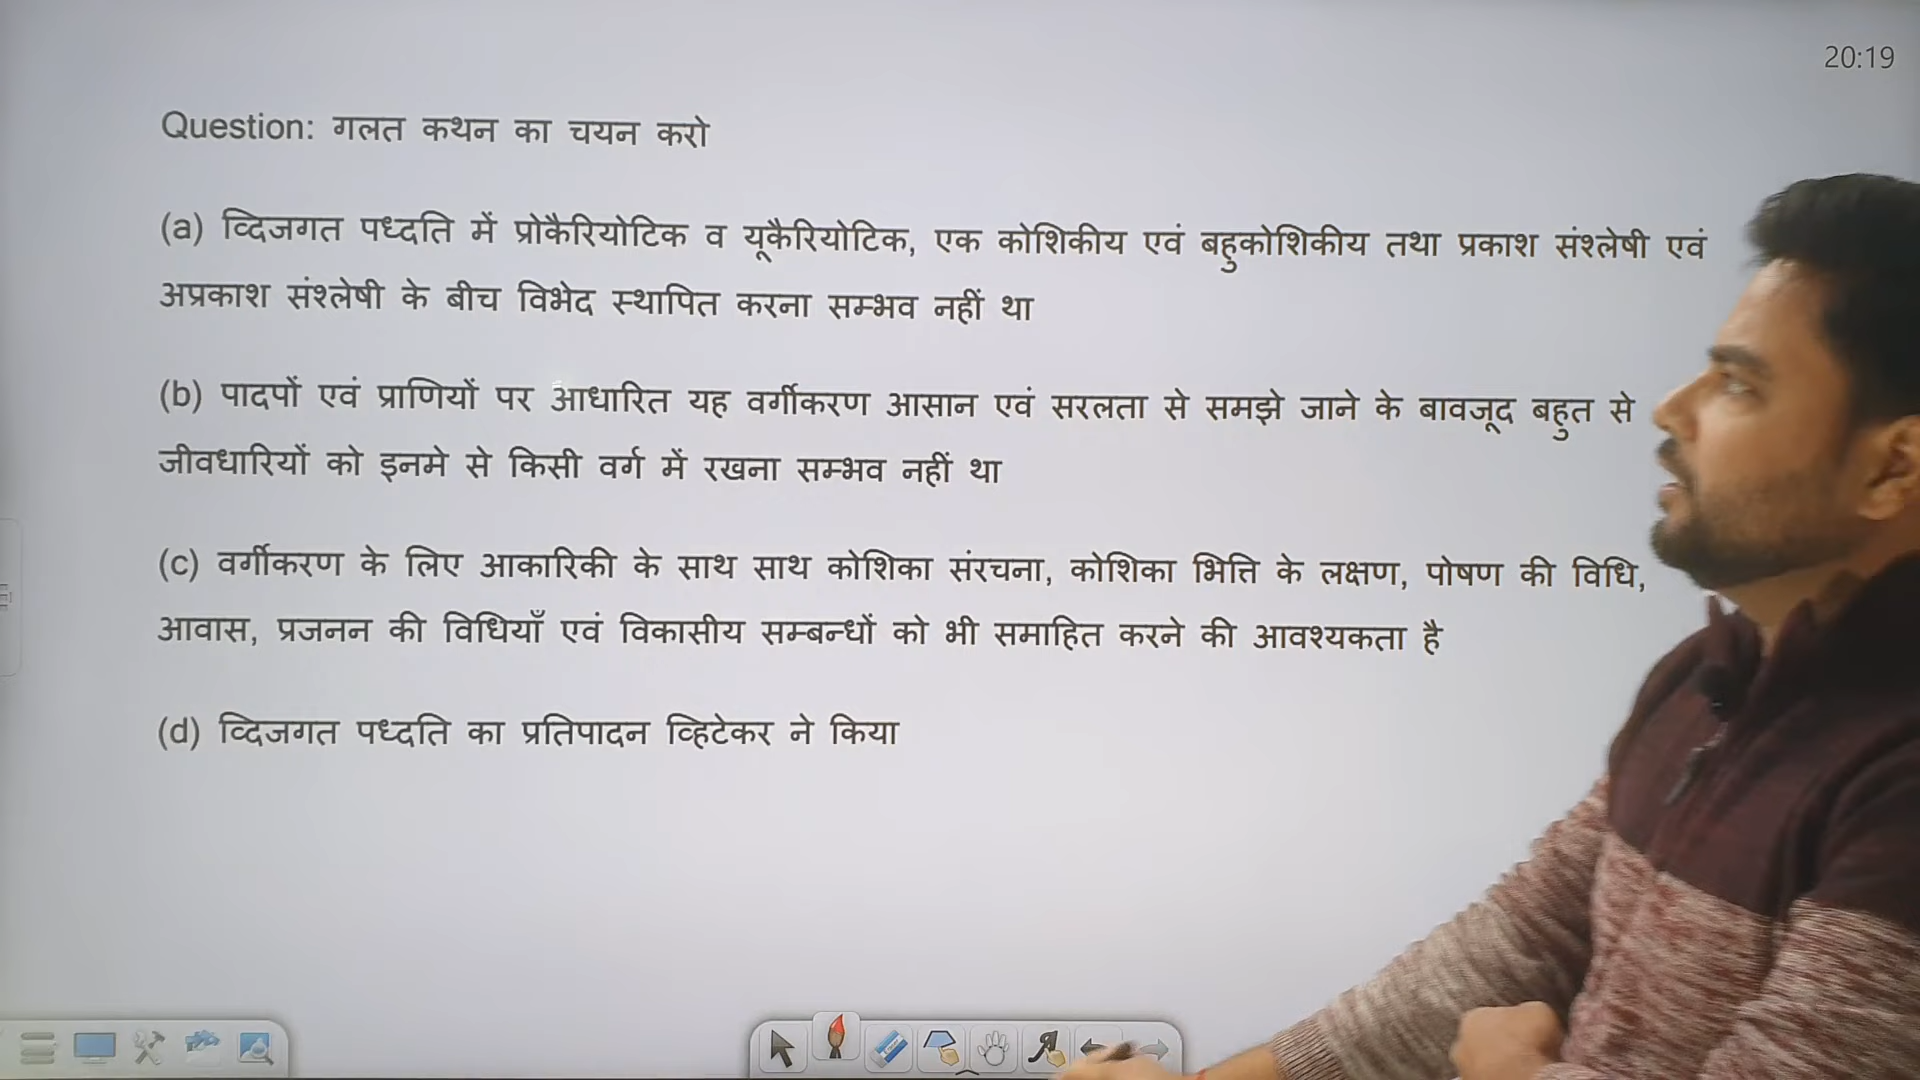 20:19
Question: गलत कथन का चयन करो
(a) व्दिजगत पध्दति में प्रोकैरियोटिक व यूकैरियोटिक, एक कोशिकीय एवं बहुकोशिकीय तथा प्रकाश संश्लेषी एवं
अप्रकाश संश्लेषी के बीच विभेद स्थापित करना सम्भव नहीं था
(b) पादपों एवं प्राणियों पर आधारित यह वर्गीकरण आसान एवं सरलता से समझे जाने के बावजूद बहुत से
जीवधारियों को इनमे से किसी वर्ग में रखना सम्भव नहीं था
(c) वर्गीकरण के लिए आकारिकी के साथ साथ कोशिका संरचना, कोशिका भित्ति के लक्षण, पोषण की विधि,
आवास, प्रजनन की विधियाँ एवं विकासीय सम्बन्धों को भी समाहित करने की आवश्यकता है
(d) व्दिजगत पध्दति का प्रतिपादन व्हिटेकर ने किया